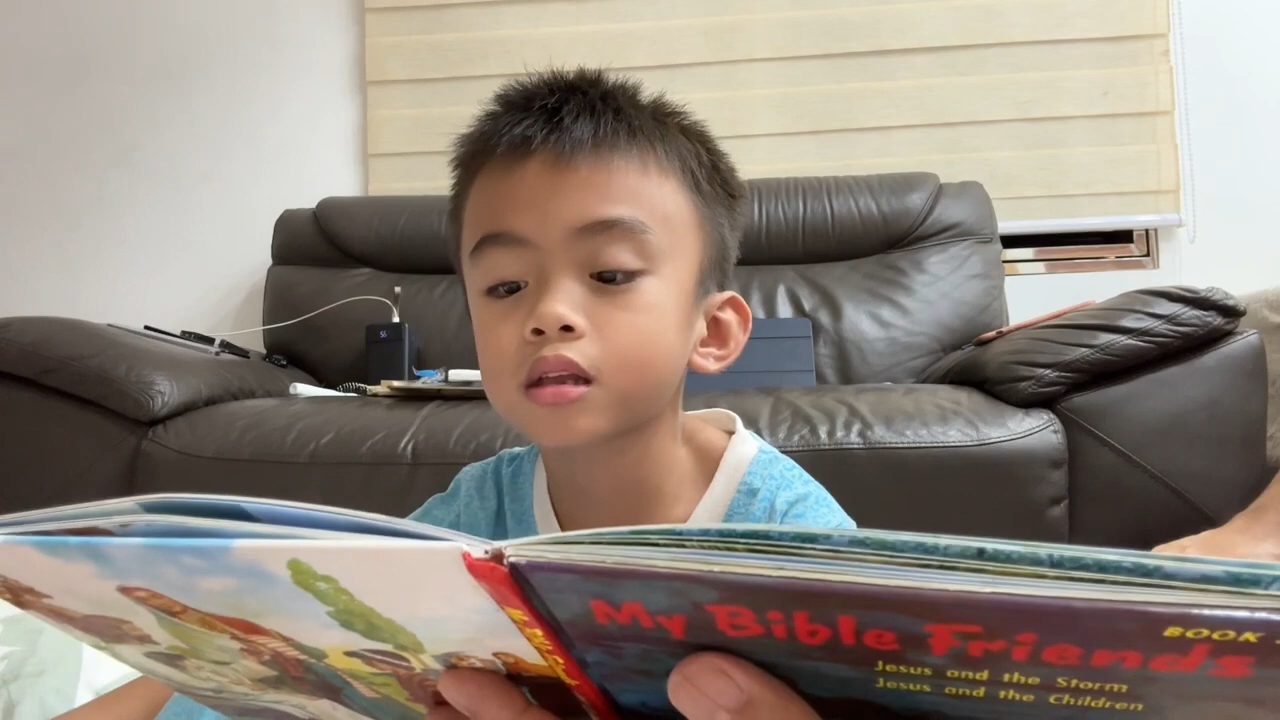 My Bible Friends
BOOK
Jesus and the Storm
Jesus and the Children